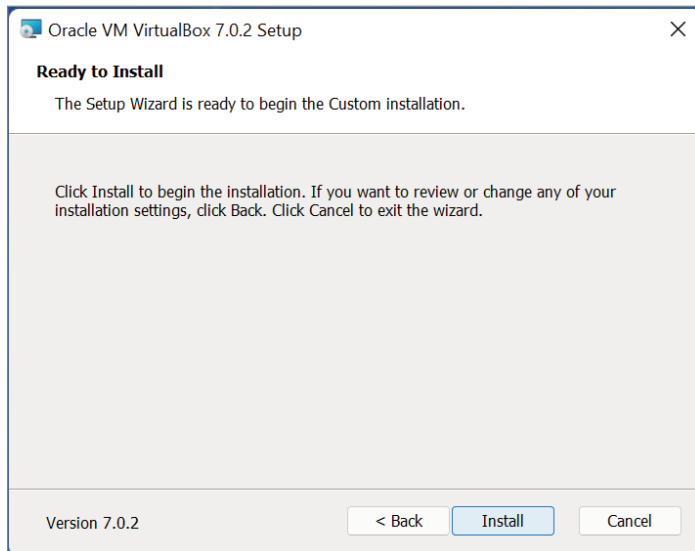 Oracle VM VirtualBox 7.0.2 Setup
Ready to Install
The Setup Wizard is ready to begin the Custom installation.
Click Install to begin the installation. If you want to review or change any of your
installation settings, click Back. Click Cancel to exit the wizard.
Version 7.0.2
< Back
Install
Cancel